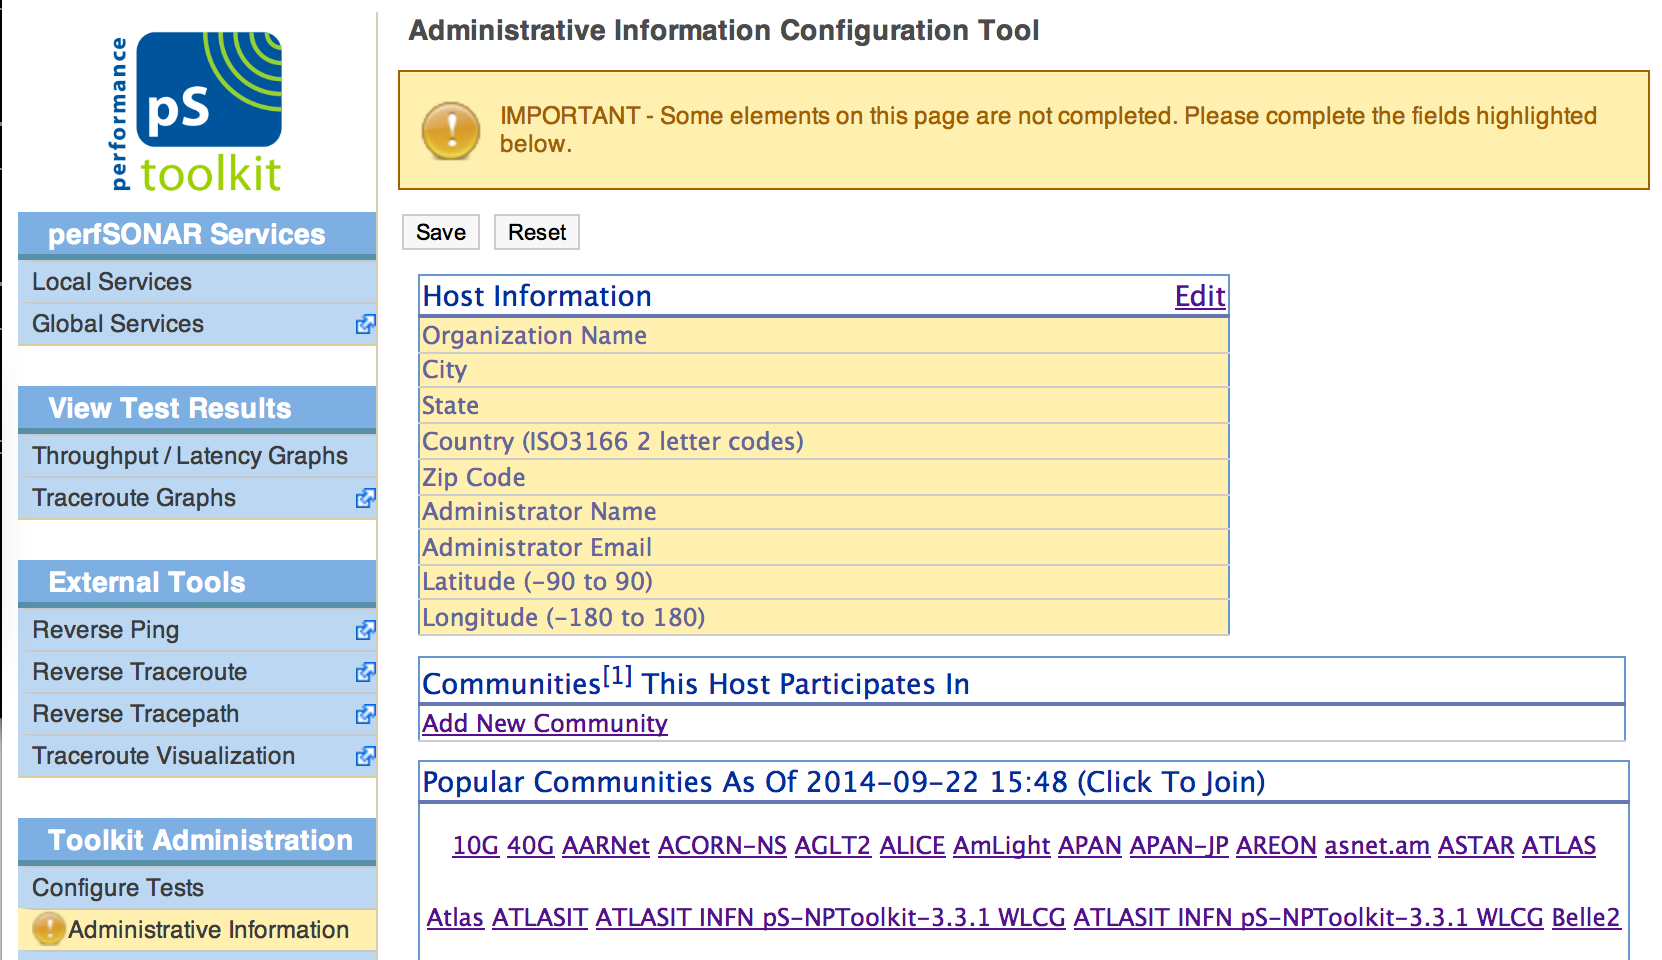 performance
pS
toolkit
perfSONAR Services
Local Services
Global Services
View Test Results
Throughput / Latency Graphs
Traceroute Graphs
External Tools
Reverse Ping
Reverse Traceroute
Reverse Tracepath
Traceroute Visualization
Toolkit Administration
Configure Tests
Administrative Information
Administrative Information Configuration Tool
IMPORTANT - Some elements on this page are not completed. Please complete the fields highlighted
below.
Save Reset
Host Information Edit
Organization Name
City
State
Country (ISO3166 2 letter codes)
Zip Code
Administrator Name
Administrator Email
Latitude (-90 to 90)
Longitude (-180 to 180)
Communities[1] This Host Participates In
Add New Community
Popular Communities As Of 2014-09-22 15:48 (Click To Join)
10G 40G AARNet ACORN-NS AGLT2 ALICE AmLight APAN APAN-JP AREON asnet.am ASTAR ATLAS
Atlas ATLASIT ATLASIT INFN pS-NPToolkit-3.3.1 WLCG ATLASIT INFN pS-NPToolkit-3.3.1 WLCG Belle2